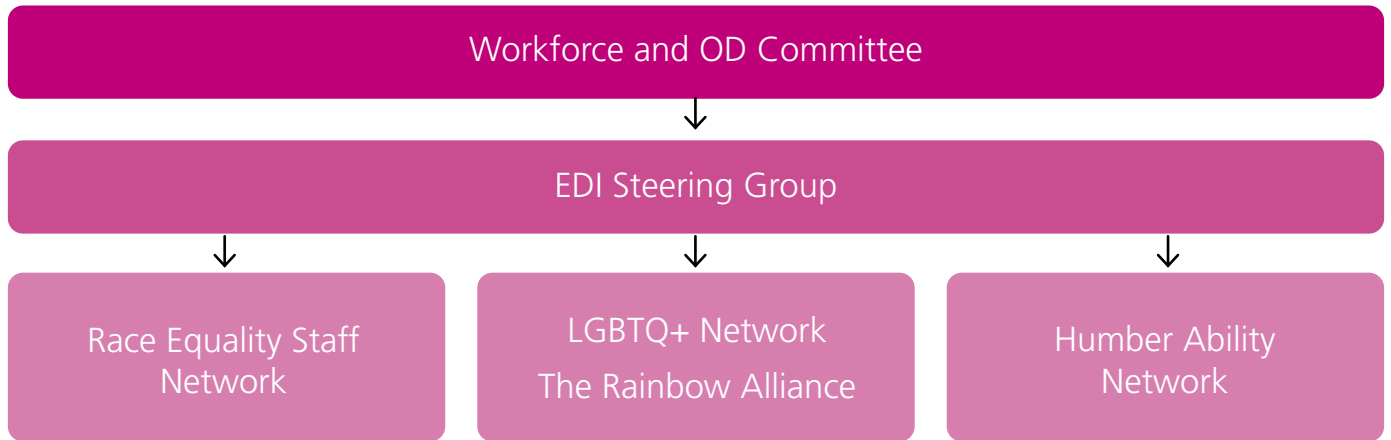 Workforce and OD Committee
EDI Steering Group
Race Equality Staff
Network
LGBTQ+ Network
The Rainbow Alliance
Humber Ability
Network